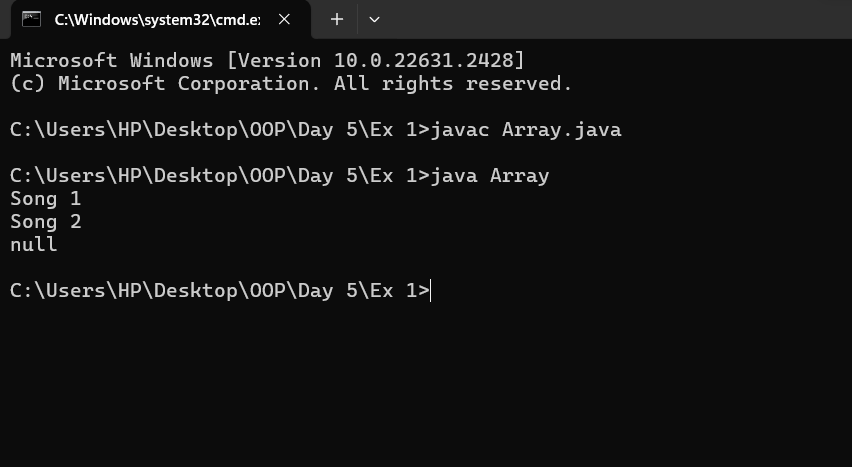 C:\Windows\system32\cmd.e
Microsoft Windows [Version 10.0.22631.2428]
(c) Microsoft Corporation. All rights reserved.
C:\Users\HP\Desktop\OOP\Day 5\Ex 1>javac Array.java
C:\Users\HP\Desktop\OOP\Day 5\Ex 1>java Array
Song 1
Song 2
null
C:\Users\HP\Desktop\OOP\Day 5\Ex 1>